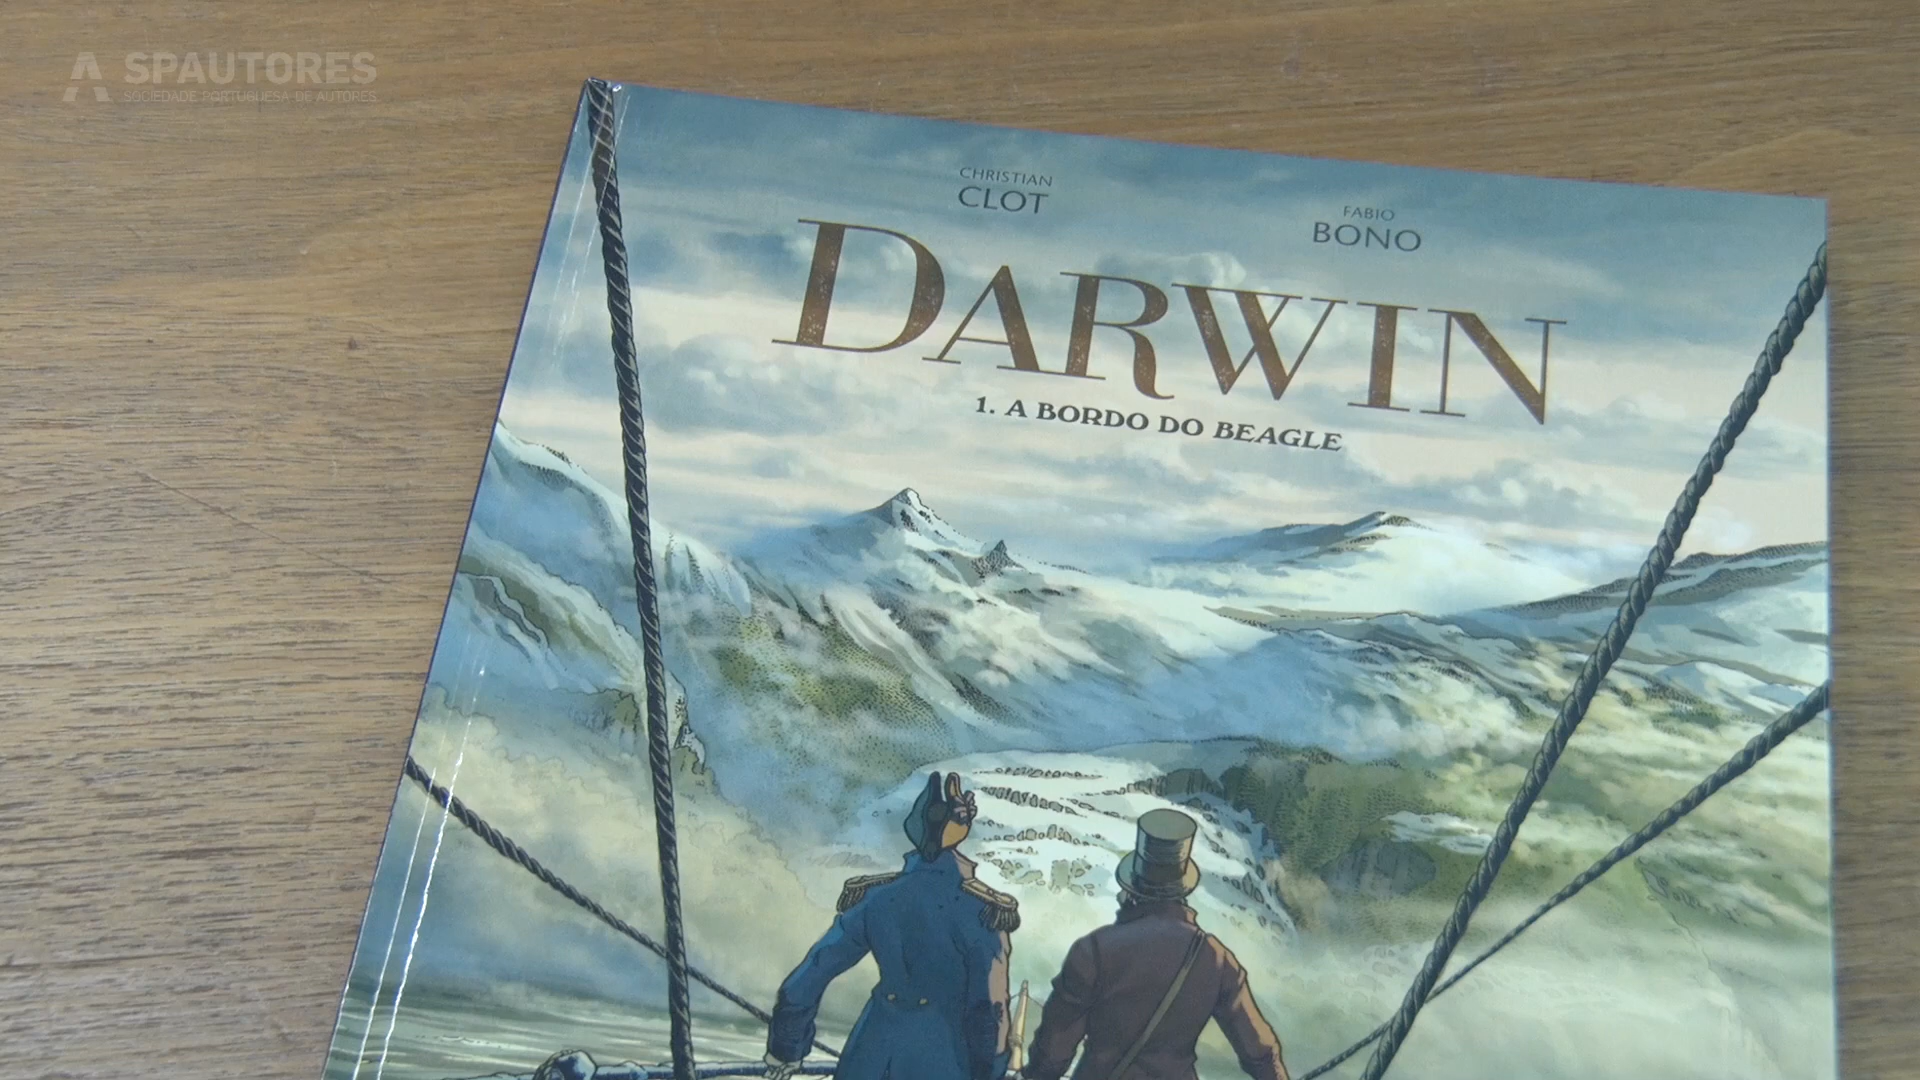 SPAUTORES
SOCIEDADE PORTUGUESA DE AUTORES
CHRISTIAN
CLOT
FABIO
BONO
DARWIN
1. A BORDO DO BEAGLE